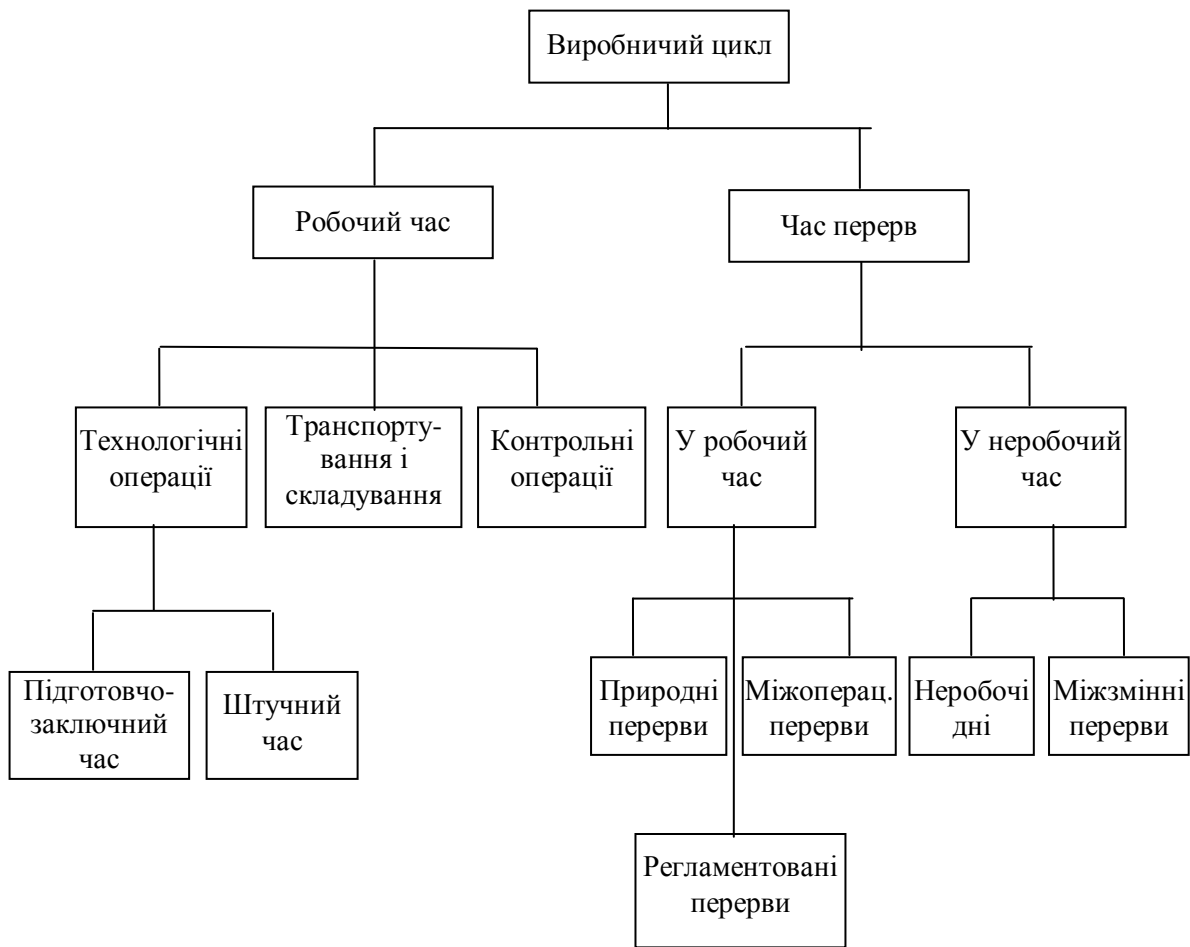 Виробничий цикл
Робочий час
Час перерв
Технологічні
операції
Транспорту-
вання і
складування
Контрольні
операції
У робочий
час
У неробочий
час
Підготовчо-
заключний
час
Штучний
час
Природні
перерви
Міжоперац.
перерви
Неробочі
дні
Міжзмінні
перерви
Регламентовані
перерви